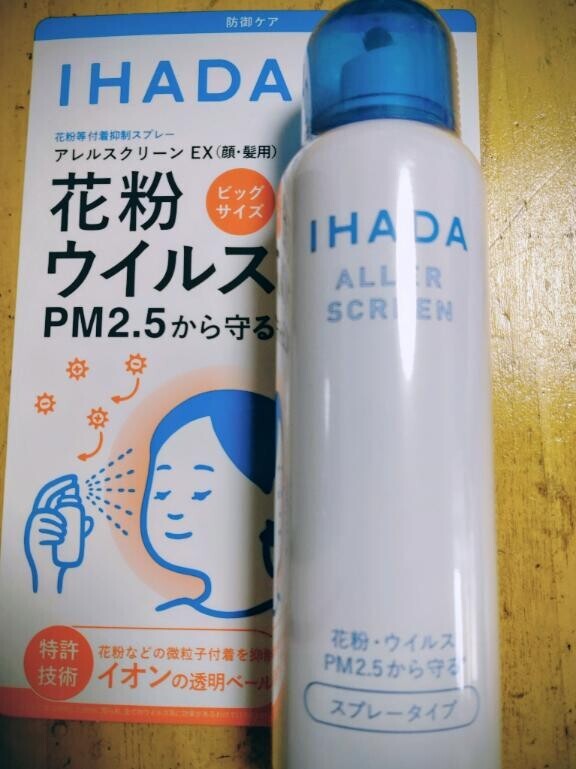 防御ケア
IHADA
花粉等付着抑制スプレー
アレルスクリーン EX(顔・髪用)
花粉
ビッグ
サイズ
ウイルス
PM2.5から守る
特許
技術
花粉などの微粒子付着を抑
イオンの透明ベール
IHADA
ALLER
SCREEN
花粉・ウイルス
PM2.5から守る*
スプレータイプ